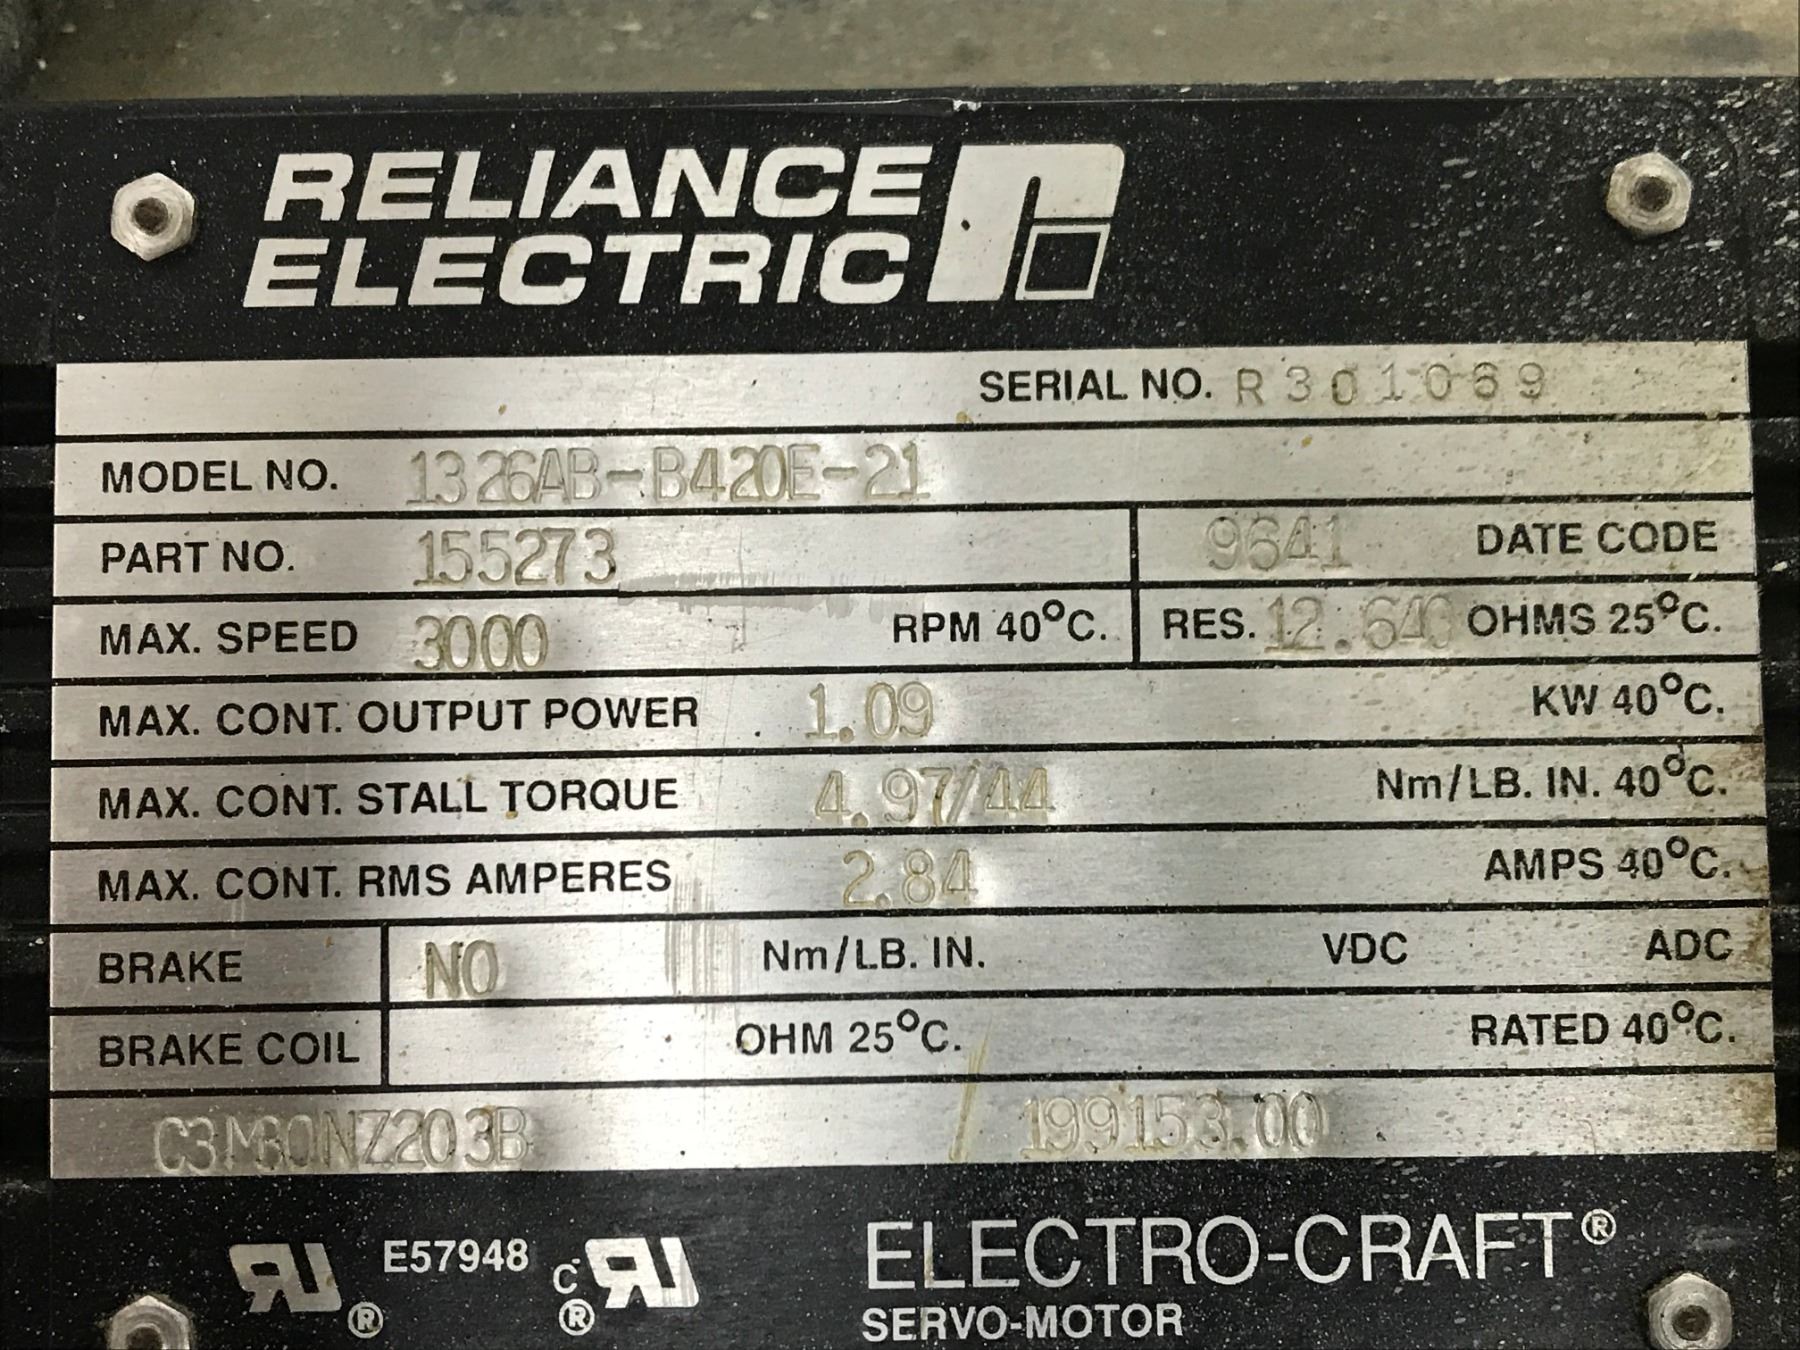 RELIANCE
ELECTRIC
SERIAL NO. R301069
MODEL NO. 1326AB-B420E-21
PART NO. 155273 9641 DATE CODE
MAX. SPEED 3000 RPM 40°C. RES. 12.640 OHMS 25°C.
MAX. CONT. OUTPUT POWER 1.09 KW 40°C.
MAX. CONT. STALL TORQUE 4.97/44 Nm/LB. IN. 40°C.
MAX. CONT. RMS AMPERES 2.84 AMPS 40°C.
BRAKE NO Nm/LB. IN. VDC ADC
BRAKE COIL OHM 25°C. RATED 40°C.
C3M30NZ203B / 199153.00
RU® E57948 C RU® ELECTRO-CRAFT®
SERVO-MOTOR